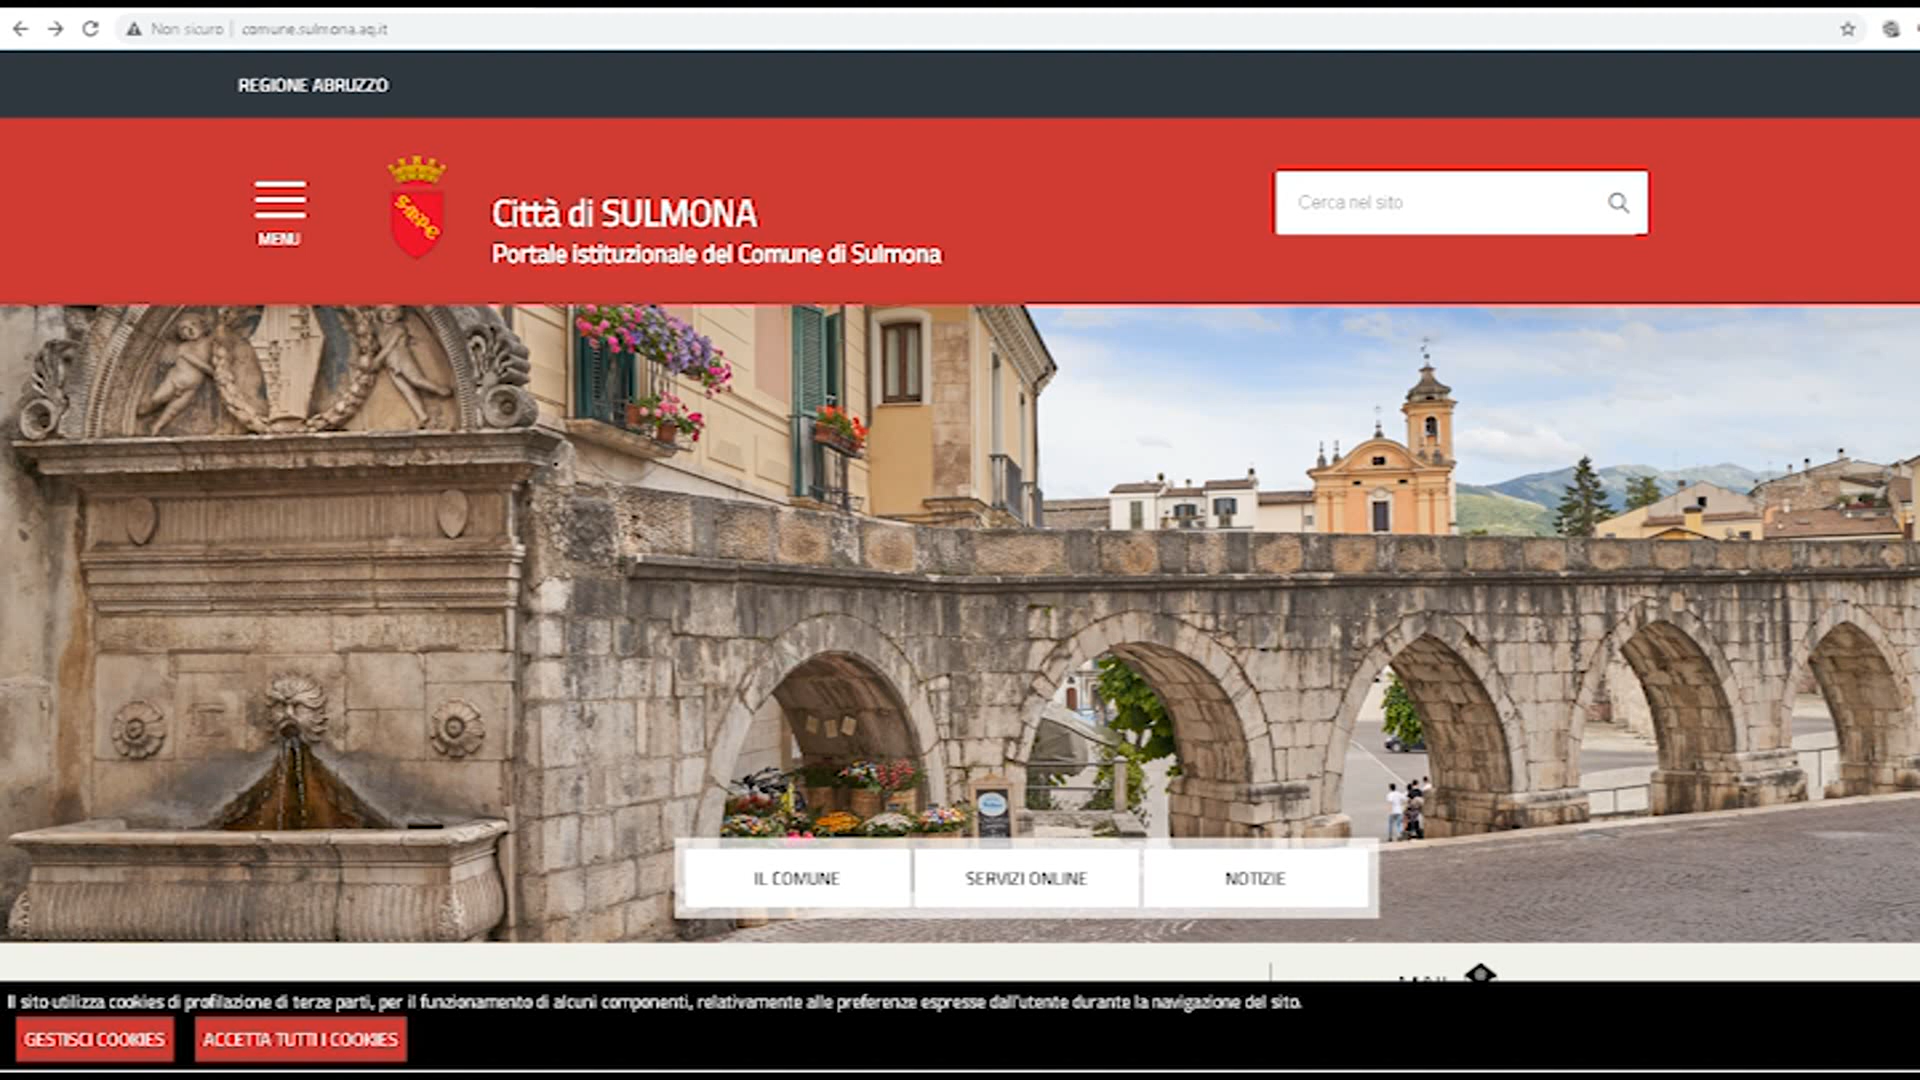 Non sicuro | comune.sulmona.aq.it
REGIONE ABRUZZO
MENU
SMPE
Città di SULMONA
Portale istituzionale del Comune di Sulmona
Cerca nel sito
IL COMUNE
SERVIZI ONLINE
NOTIZIE
Il sito utilizza cookies di profilazione di terze parti, per il funzionamento di alcuni componenti, relativamente alle preferenze espresse dall'utente durante la navigazione del sito.
GESTISCI COOKIES
ACCETTA TUTTI I COOKIES